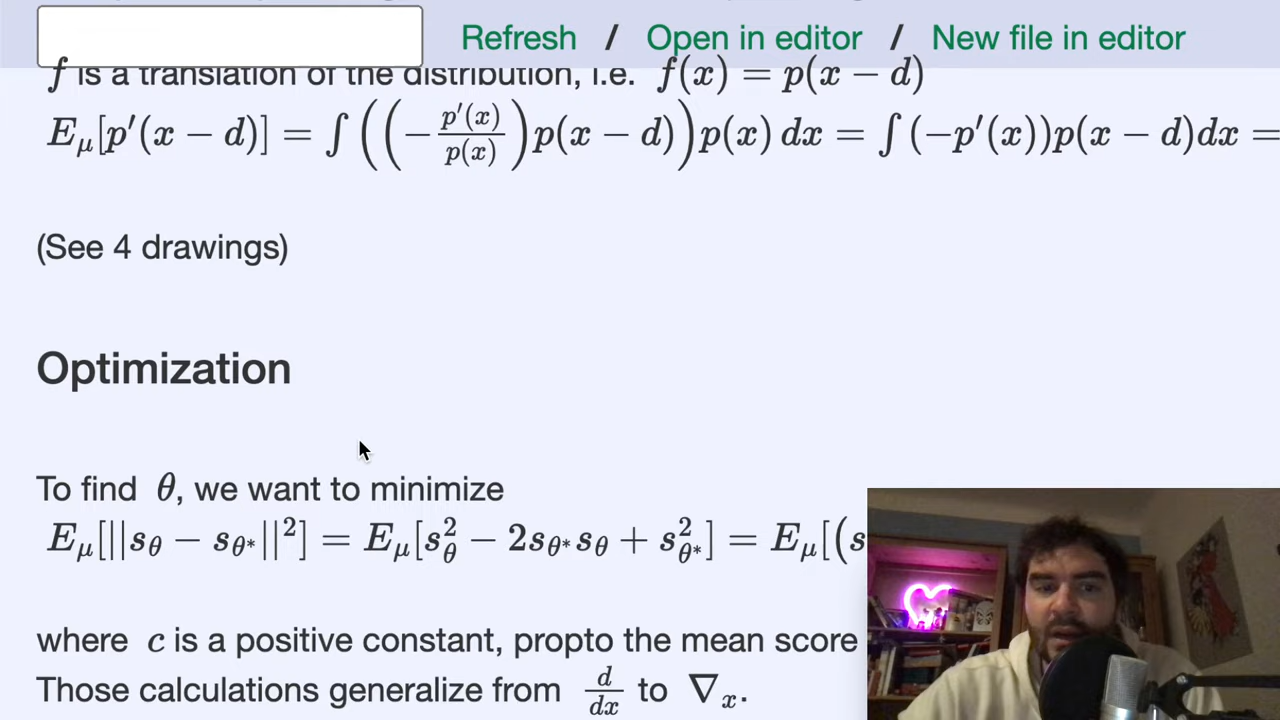 Refresh / Open in editor / New file in editor
f is a translation of the distribution, i.e. f(x) = p(x − d)
E_μ[p′(x − d)] = ∫ ((−p′(x)/p(x))p(x − d))p(x) dx = ∫(−p′(x))p(x − d)dx =
(See 4 drawings)
Optimization
To find θ, we want to minimize
E_μ[||s_θ − s_θ*||²] = E_μ[s_θ² − 2s_θ*s_θ + s_θ*²] = E_μ[(s
where c is a positive constant, propto the mean score
Those calculations generalize from d/dx to ∇_x.